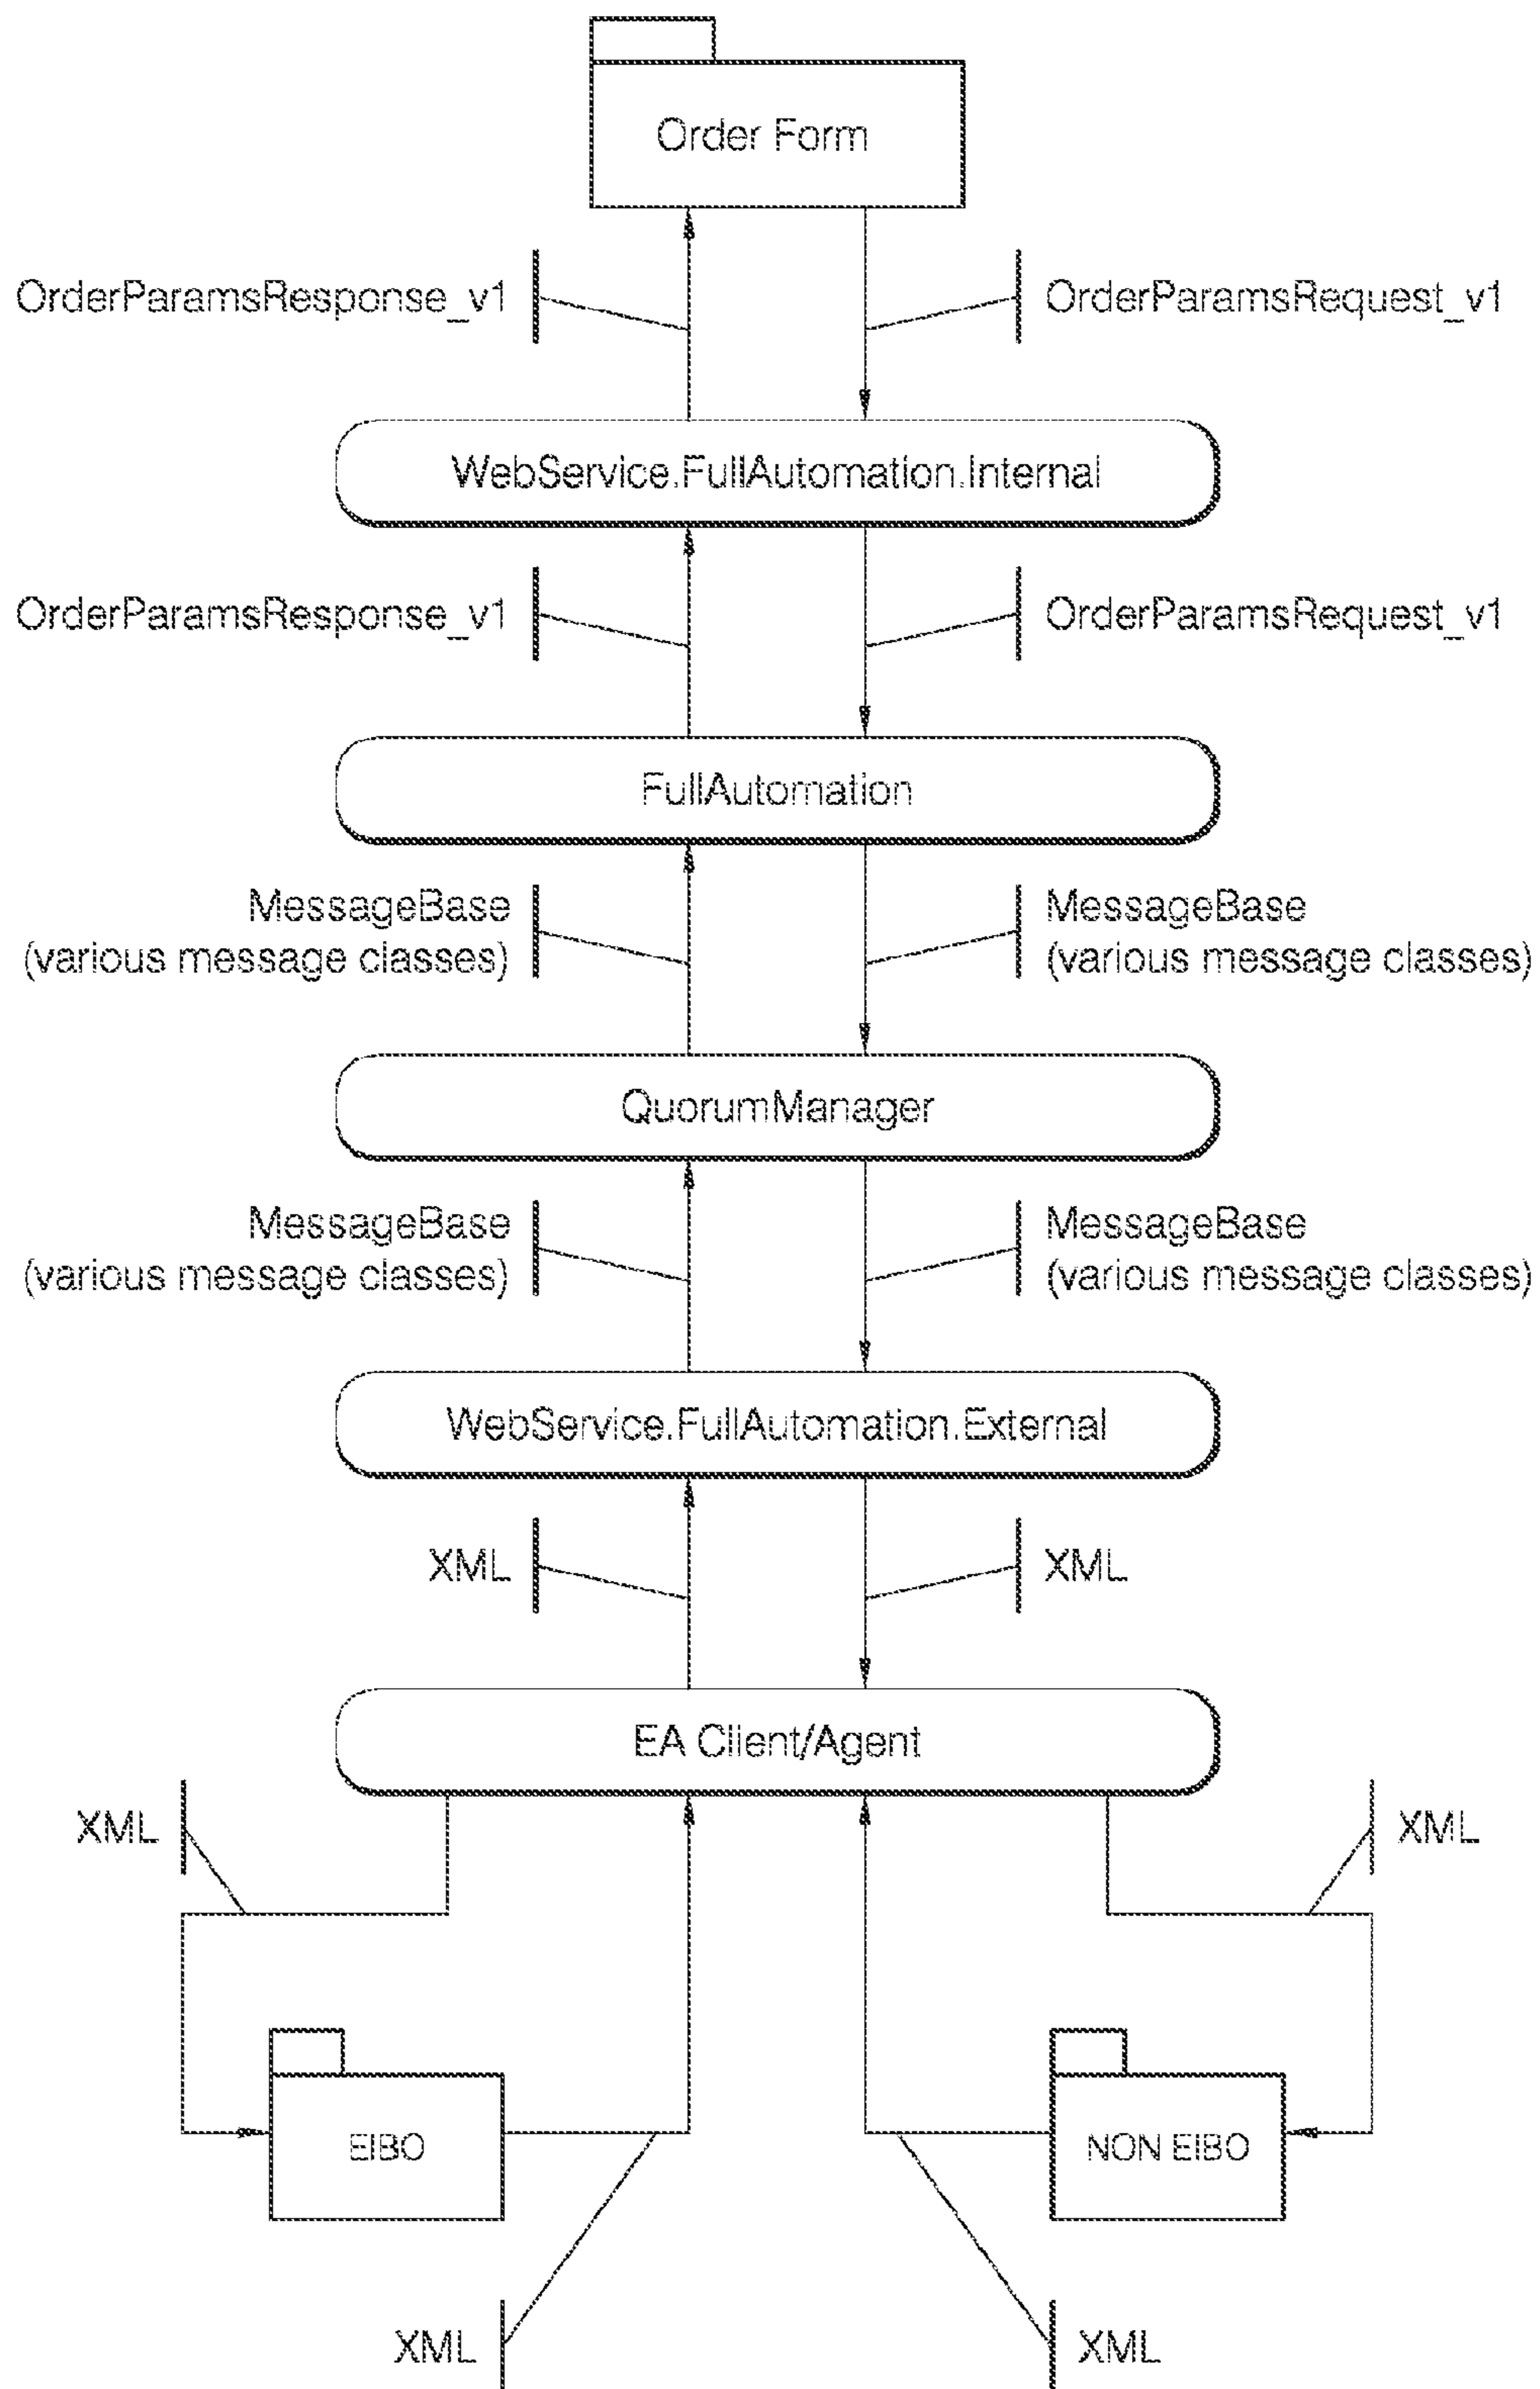 Order Form
OrderParamsResponse_v1
OrderParamsRequest_v1
WebService.FullAutomation.Internal
OrderParamsResponse_v1
OrderParamsRequest_v1
FullAutomation
MessageBase
(various message classes)
MessageBase
(various message classes)
QuorumManager
MessageBase
(various message classes)
MessageBase
(various message classes)
WebService.FullAutomation.External
XML
XML
EA Client/Agent
XML
XML
EIBO
NON EIBO
XML
XML